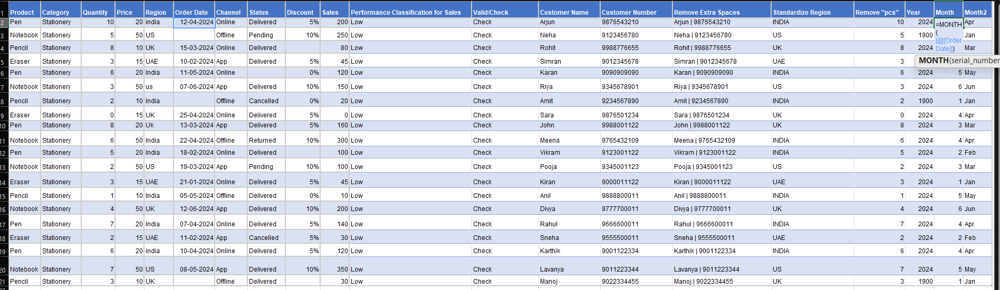 1 Product Category Quantity Price Region Order Date Channel Status Discount Sales Performance Classification for Sales Valid/Check Customer Name Customer Number Remove Extra Spaces Standardize Region Remove "pcs" Year Month Month2
2 Pen Stationery 10 20 india 12-04-2024 Online Delivered 5% 200 Low Check Arjun 9876543210 Arjun | 9876543210 INDIA 10 2024 =MONTH Apr
3 Notebook Stationery 5 50 US Offline Pending 10% 250 Low Check Neha 9123456780 Neha | 9123456780 US 5 1900 ( Jan
[@[Order
4 Pencil Stationery 8 10 UK 15-03-2024 Online Delivered 80 Low Check Rohit 9988776655 Rohit | 9988776655 UK 8 2024 Date]]) Mar
5 Eraser Stationery 3 15 UAE 10-02-2024 App Delivered 5% 45 Low Check Simran 9012345678 Simran | 9012345678 UAE 3 MONTH(serial_number
6 Pen Stationery 6 20 India 11-05-2024 Online Delivered 0% 120 Low Check Karan 9090909090 Karan | 9090909090 INDIA 6 2024 5 May
7 Notebook Stationery 3 50 us 07-06-2024 App Delivered 10% 150 Low Check Riya 9345678901 Riya | 9345678901 US 3 2024 6 Jun
8 Pencil Stationery 2 10 India Offline Cancelled 0% 20 Low Check Amit 9234567890 Amit | 9234567890 INDIA 2 1900 1 Jan
9 Eraser Stationery 0 15 UK 25-04-2024 Online Delivered 5% 0 Low Check Sara 9876501234 Sara | 9876501234 UK 0 2024 4 Apr
10 Pen Stationery 8 20 Uk 13-03-2024 App Delivered 5% 160 Low Check John 9988001122 John | 9988001122 UK 8 2024 3 Mar
11 Notebook Stationery 6 50 India 22-04-2024 Offline Returned 10% 300 Low Check Meena 9765432109 Meena | 9765432109 INDIA 6 2024 4 Apr
12 Pen Stationery 5 20 India 18-02-2024 Online Delivered 100 Low Check Vikram 9123001122 Vikram | 9123001122 INDIA 5 2024 2 Feb
13 Notebook Stationery 2 50 US 19-03-2024 App Pending 10% 100 Low Check Pooja 9345001123 Pooja | 9345001123 US 2 2024 3 Mar
14 Eraser Stationery 3 15 UAE 21-01-2024 Online Delivered 5% 45 Low Check Kiran 9000011122 Kiran | 9000011122 UAE 3 2024 1 Jan
15 Pencil Stationery 1 10 India 05-05-2024 Offline Delivered 0% 10 Low Check Anil 9888800011 Anil | 9888800011 INDIA 1 2024 5 May
16 Notebook Stationery 4 50 UK 12-06-2024 App Delivered 10% 200 Low Check Divya 9777700011 Divya | 9777700011 UK 4 2024 6 Jun
17 Pen Stationery 7 20 India 07-04-2024 Online Delivered 5% 140 Low Check Rahul 9666600011 Rahul | 9666600011 INDIA 7 2024 4 Apr
18 Eraser Stationery 2 15 UAE 11-02-2024 App Cancelled 5% 30 Low Check Sneha 9555500011 Sneha | 9555500011 UAE 2 2024 2 Feb
19 Pen Stationery 6 20 india 10-04-2024 Online Delivered 5% 120 Low Check Karthik 9001122334 Karthik | 9001122334 INDIA 6 2024 4 Apr
20 Notebook Stationery 7 50 US 08-05-2024 App Delivered 10% 350 Low Check Lavanya 9011223344 Lavanya | 9011223344 US 7 2024 5 May
21 Pencil Stationery 3 10 UK Offline Delivered 30 Low Check Manoj 9022334455 Manoj | 9022334455 UK 3 1900 1 Jan